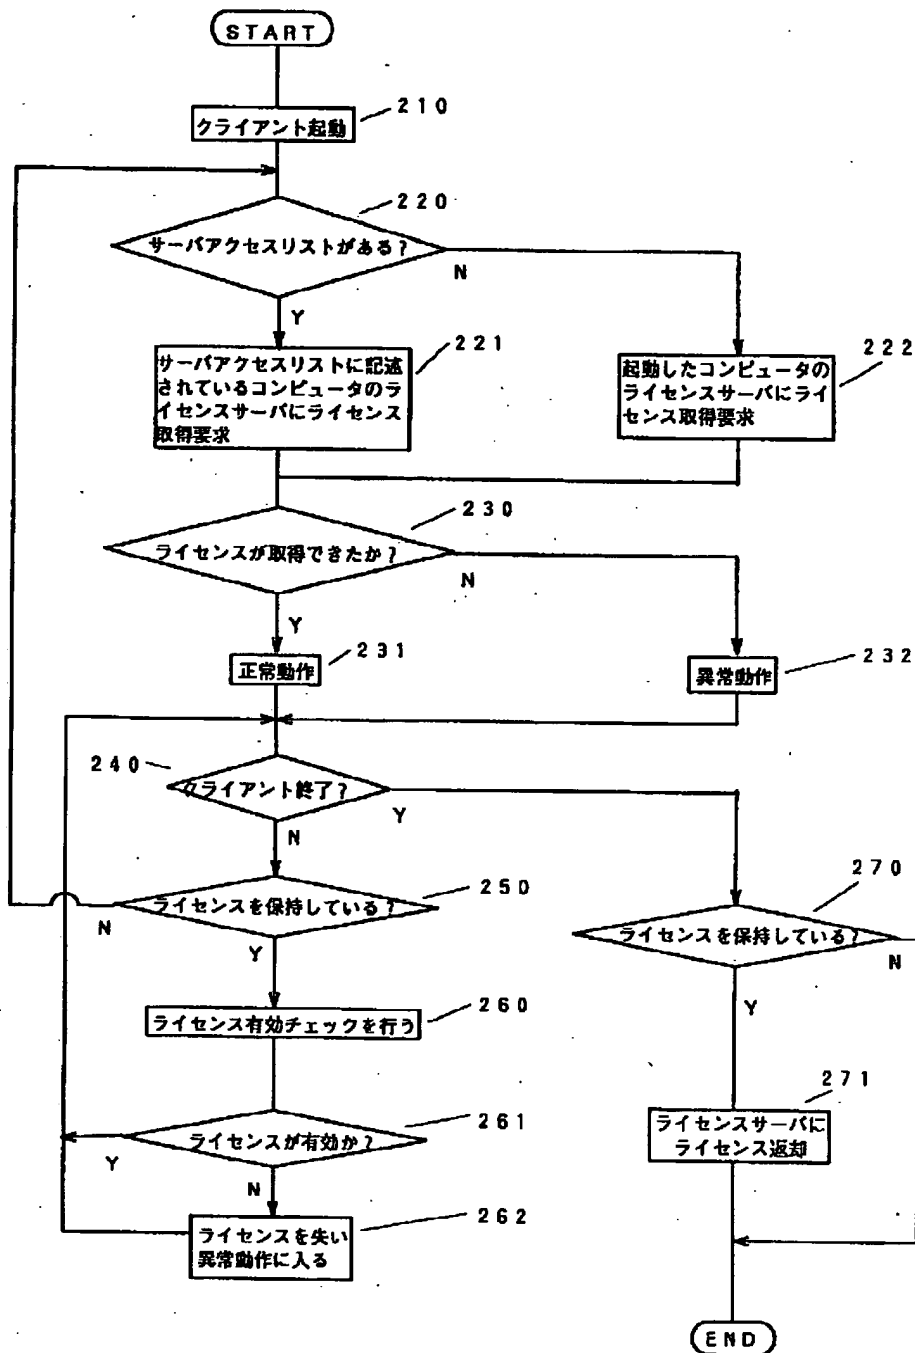 START
210
クライアント起動
220
サーバアクセスリストがある?
N
Y
221
サーバアクセスリストに記述
されているコンピュータのラ
イセンスサーバにライセンス
取得要求
222
起動したコンピュータの
ライセンスサーバにライ
センス取得要求
230
ライセンスが取得できたか?
N
Y
231
正常動作
232
異常動作
240
クライアント終了?
Y
N
250
ライセンスを保持している?
N
Y
270
ライセンスを保持している?
N
Y
260
ライセンス有効チェックを行う
261
ライセンスが有効か?
Y
N
271
ライセンスサーバに
ライセンス返却
262
ライセンスを失い
異常動作に入る
END